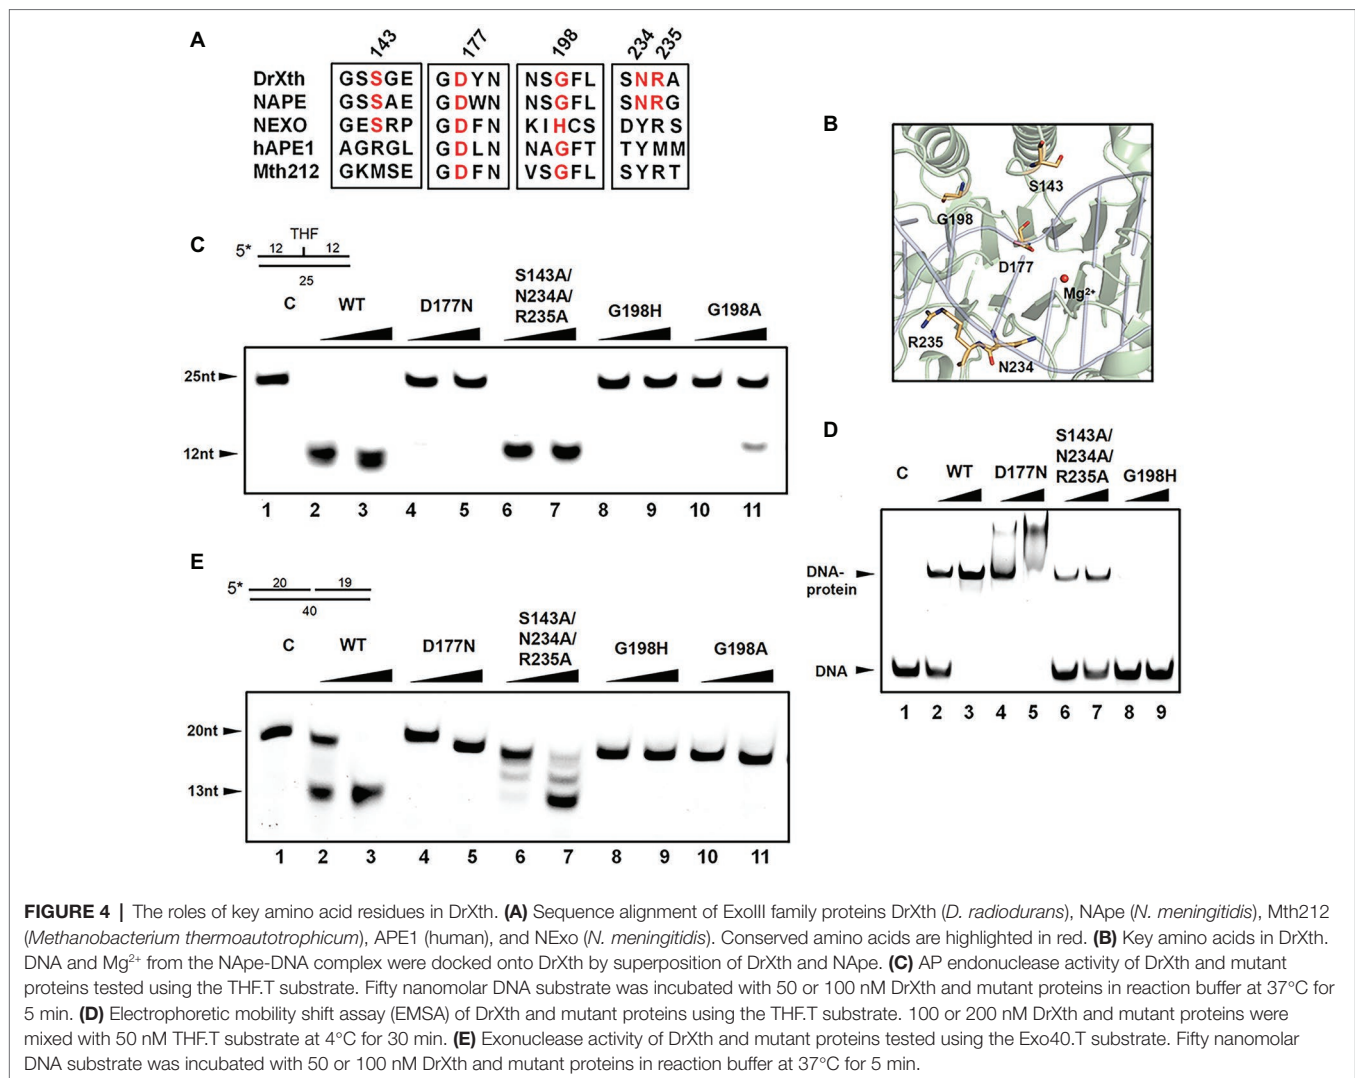 A
143 177 198 234 235
DrXth GSSGE GDYN NSGFL SNRA
NAPE GSSAE GDWN NSGFL SNRG
NEXO GESRP GDFN KIHCS DYRS
hAPE1 AGRGL GDLN NAGFT TYMM
Mth212 GKMSE GDFN VSGFL SYRT
B
S143
G198
D177
Mg²⁺
R235
N234
C
THF
5* 12 12
25
C WT D177N S143A/ N234A/ R235A G198H G198A
25nt
12nt
1 2 3 4 5 6 7 8 9 10 11
D
C WT D177N S143A/ N234A/ R235A G198H
DNA-
protein
DNA
1 2 3 4 5 6 7 8 9
E
20 19
5*
40
C WT D177N S143A/ N234A/ R235A G198H G198A
20nt
13nt
1 2 3 4 5 6 7 8 9 10 11
FIGURE 4 | The roles of key amino acid residues in DrXth. (A) Sequence alignment of ExoIII family proteins DrXth (D. radiodurans), NApe (N. meningitidis), Mth212
(Methanobacterium thermoautotrophicum), APE1 (human), and NExo (N. meningitidis). Conserved amino acids are highlighted in red. (B) Key amino acids in DrXth.
DNA and Mg²⁺ from the NApe-DNA complex were docked onto DrXth by superposition of DrXth and NApe. (C) AP endonuclease activity of DrXth and mutant
proteins tested using the THF.T substrate. Fifty nanomolar DNA substrate was incubated with 50 or 100 nM DrXth and mutant proteins in reaction buffer at 37°C for
5 min. (D) Electrophoretic mobility shift assay (EMSA) of DrXth and mutant proteins using the THF.T substrate. 100 or 200 nM DrXth and mutant proteins were
mixed with 50 nM THF.T substrate at 4°C for 30 min. (E) Exonuclease activity of DrXth and mutant proteins tested using the Exo40.T substrate. Fifty nanomolar
DNA substrate was incubated with 50 or 100 nM DrXth and mutant proteins in reaction buffer at 37°C for 5 min.